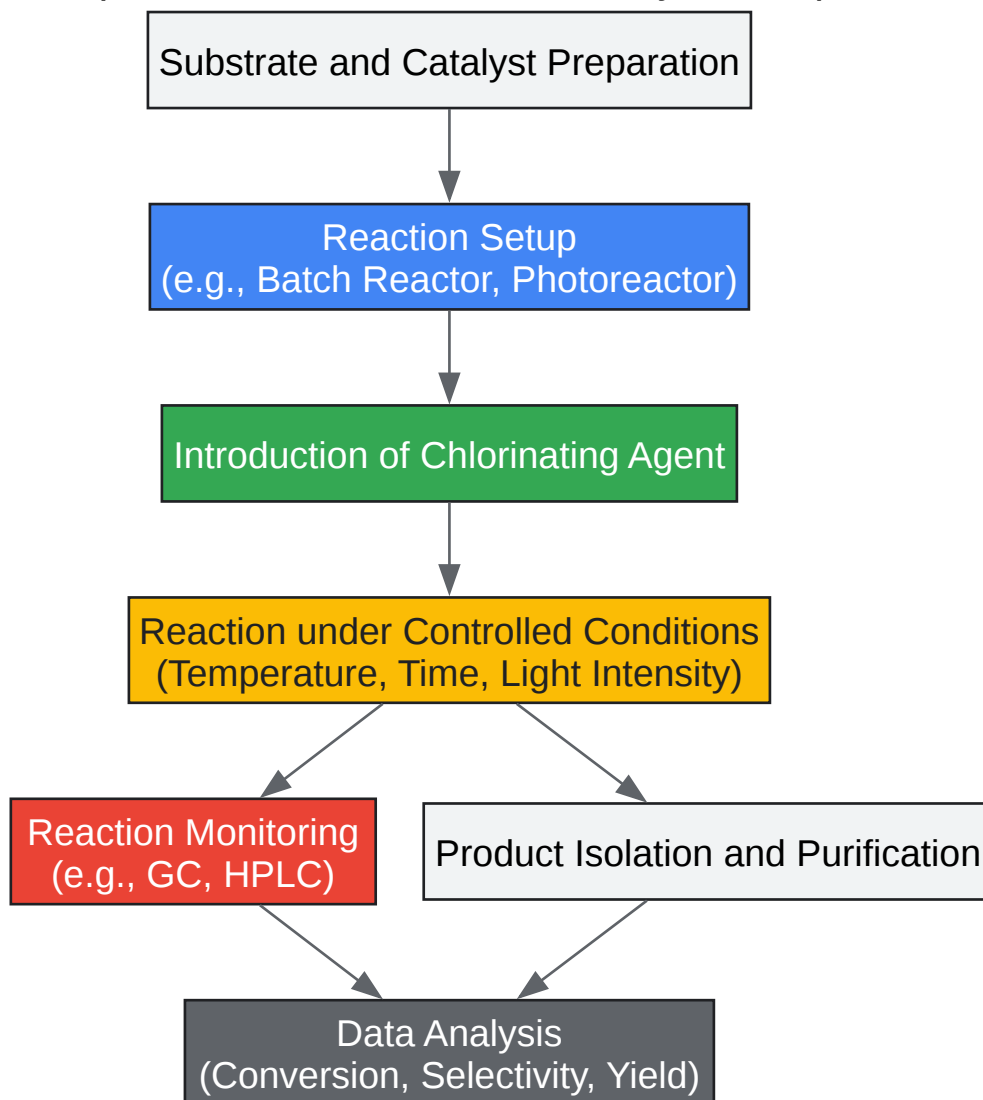 Substrate and Catalyst Preparation
Reaction Setup
(e.g., Batch Reactor, Photoreactor)
Introduction of Chlorinating Agent
Reaction under Controlled Conditions
(Temperature, Time, Light Intensity)
Reaction Monitoring
(e.g., GC, HPLC)
Product Isolation and Purification
Data Analysis
(Conversion, Selectivity, Yield)